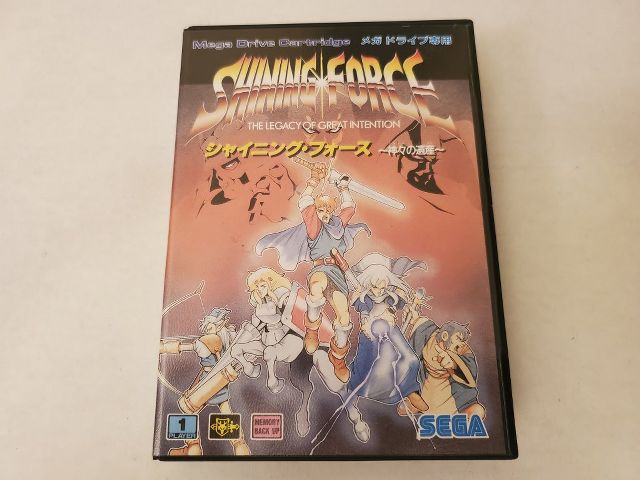 Mega Drive Cartridge メガドライブ専用
SHINING FORCE
THE LEGACY OF GREAT INTENTION
シャイニング・フォース 〜神々の遺産〜
1
PLAYER
MEMORY
BACK UP
SEGA